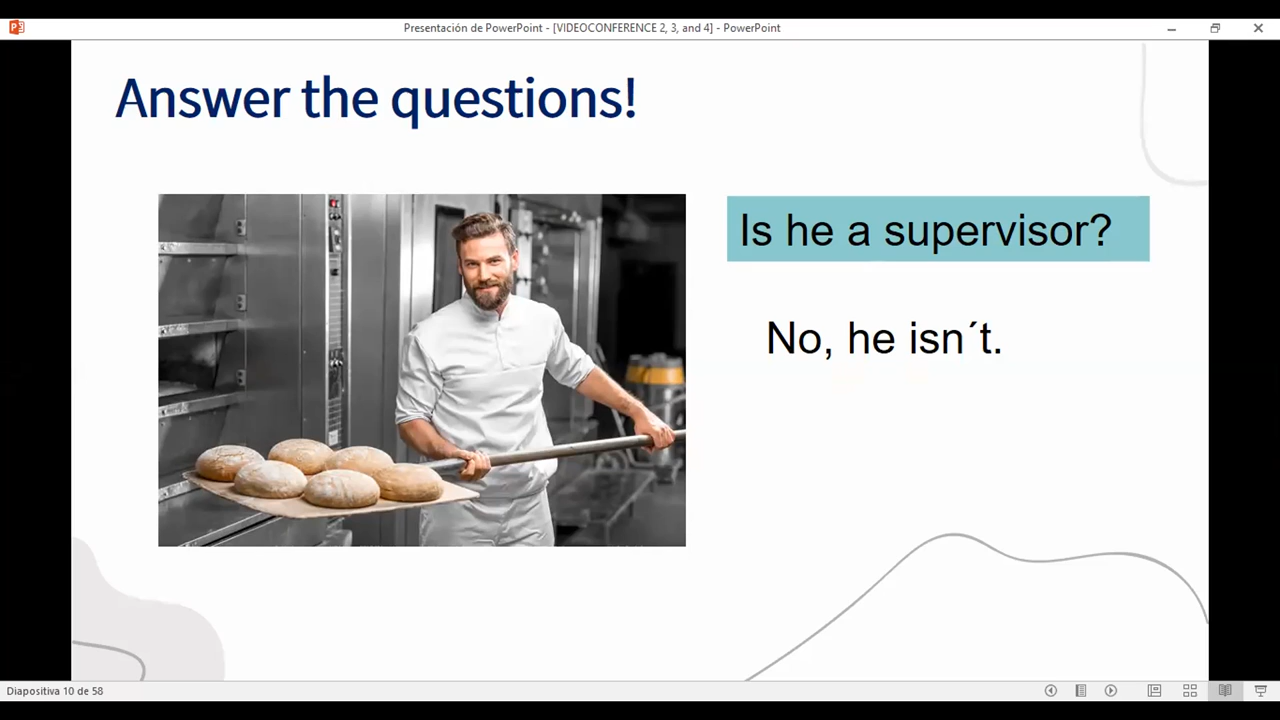 Presentación de PowerPoint - [VIDEOCONFERENCE 2, 3, and 4] - PowerPoint
Answer the questions!
Is he a supervisor?
No, he isn´t.
Diapositiva 10 de 58